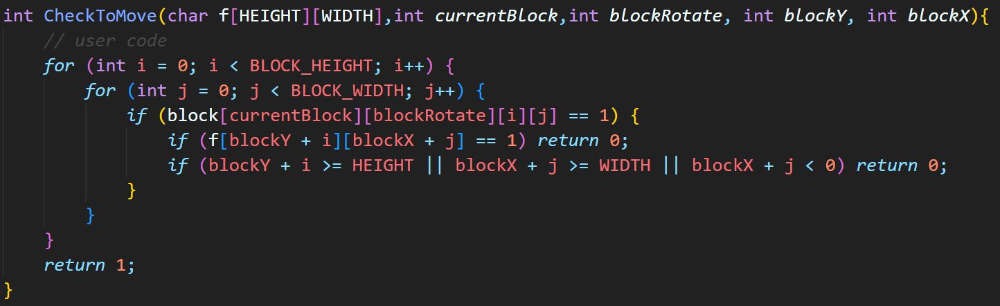 int CheckToMove(char f[HEIGHT][WIDTH],int currentBlock,int blockRotate, int blockY, int blockX){
    // user code
    for (int i = 0; i < BLOCK_HEIGHT; i++) {
        for (int j = 0; j < BLOCK_WIDTH; j++) {
            if (block[currentBlock][blockRotate][i][j] == 1) {
                if (f[blockY + i][blockX + j] == 1) return 0;
                if (blockY + i >= HEIGHT || blockX + j >= WIDTH || blockX + j < 0) return 0;
            }
        }
    }
    return 1;
}